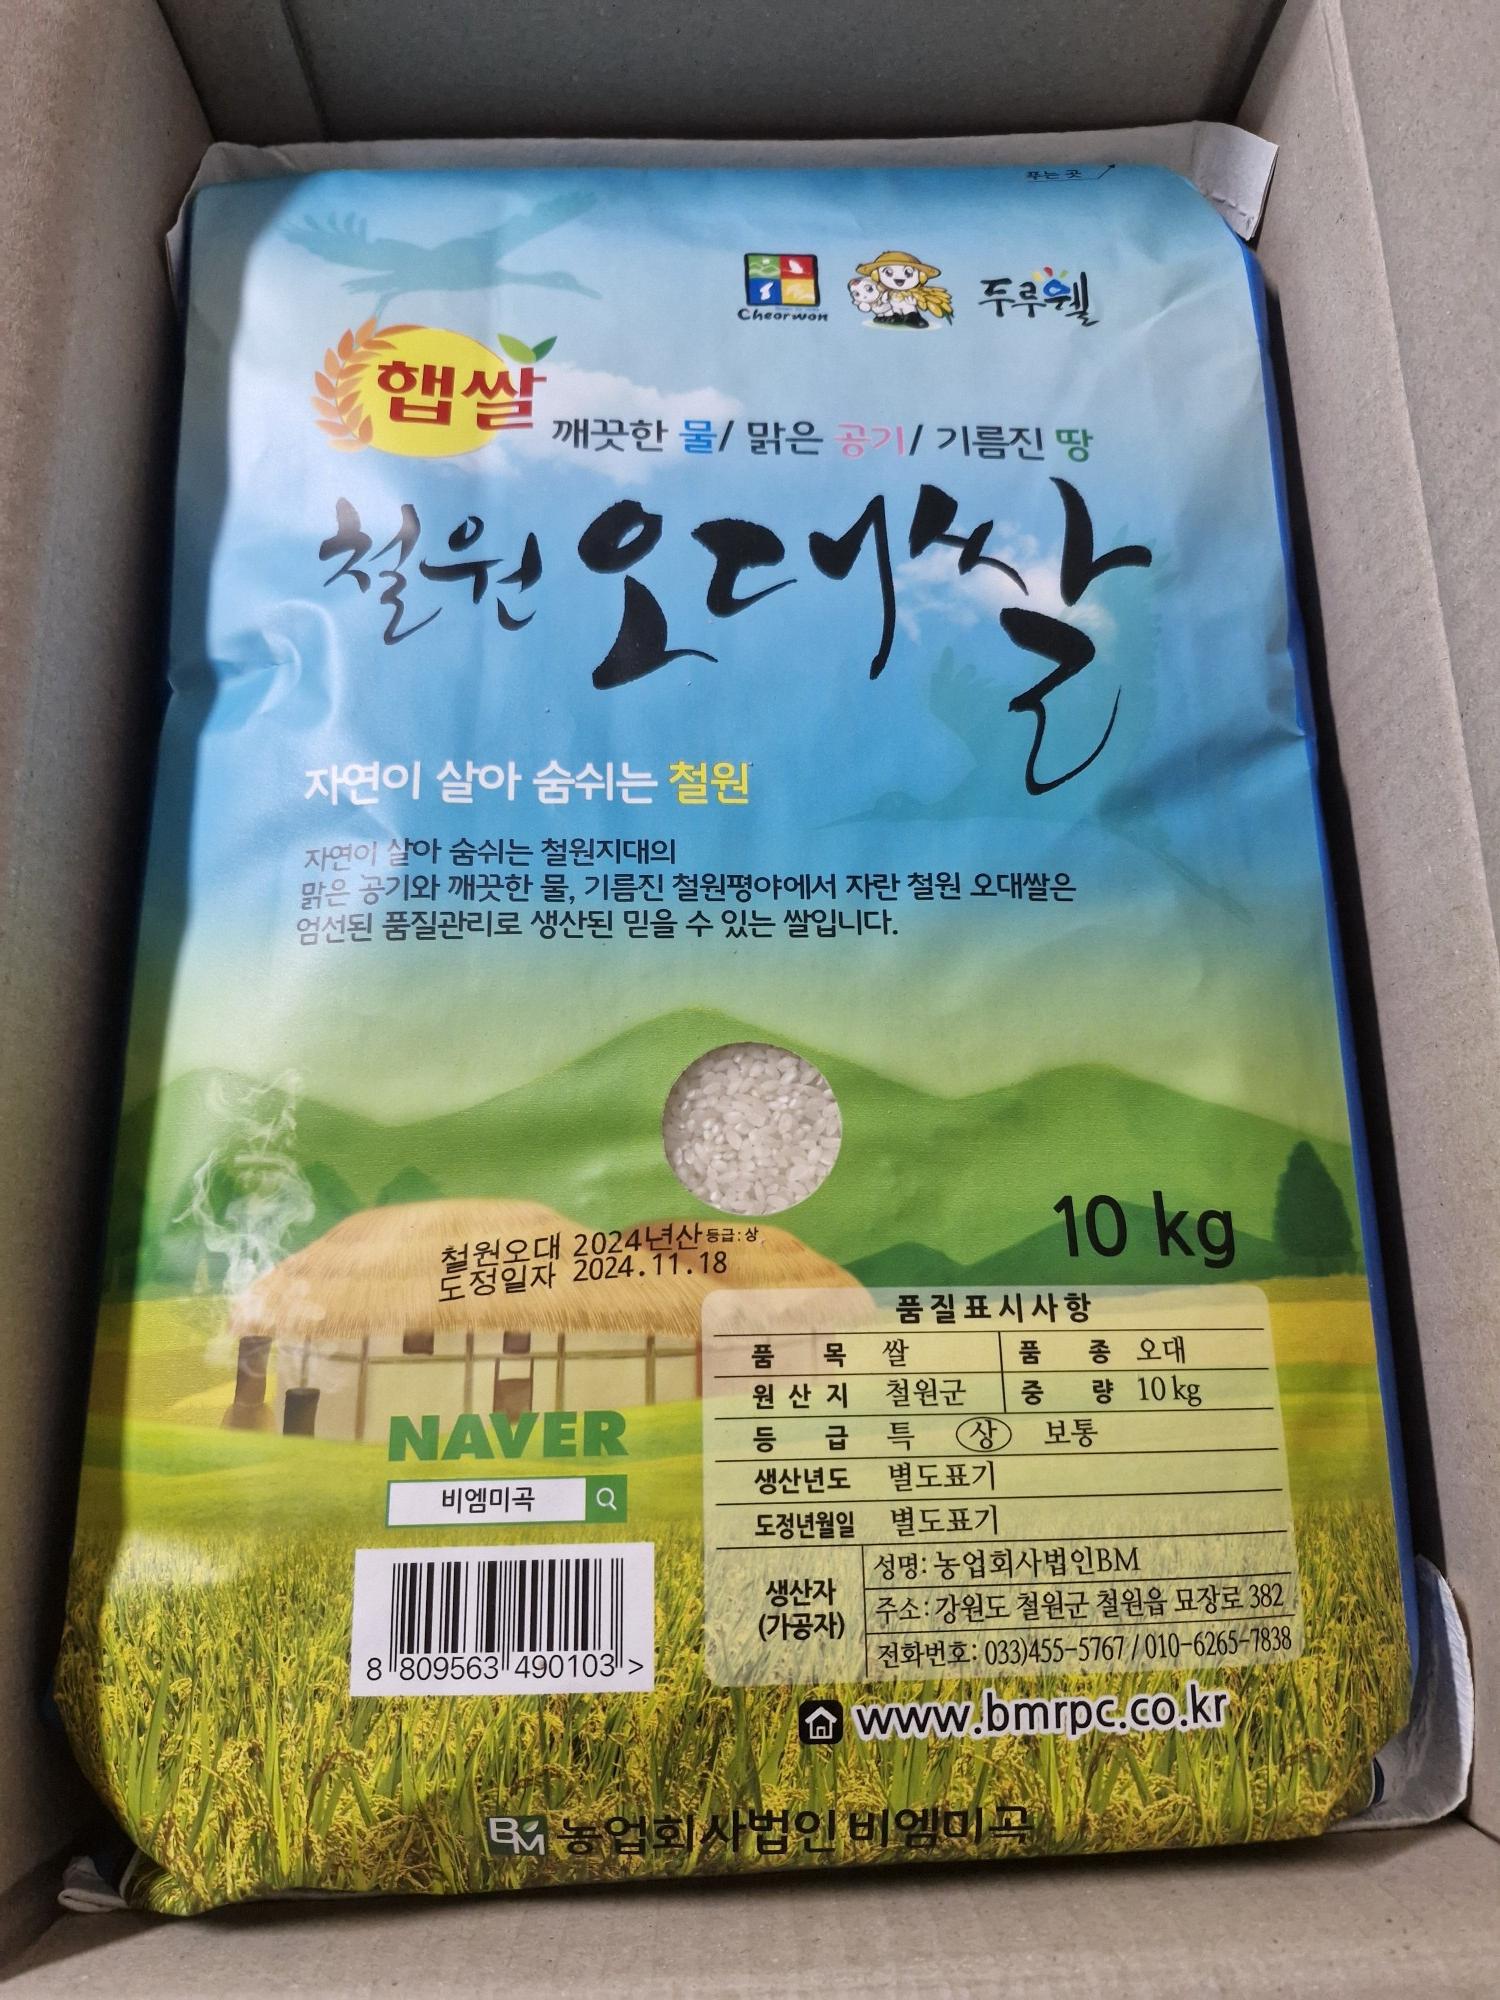 푸는 곳
Cheorwon
두루웰
햅쌀
깨끗한 물/ 맑은 공기/ 기름진 땅
철원 오대쌀
자연이 살아 숨쉬는 철원
자연이 살아 숨쉬는 철원지대의
맑은 공기와 깨끗한 물, 기름진 철원평야에서 자란 철원 오대쌀은
엄선된 품질관리로 생산된 믿을 수 있는 쌀입니다.
10 kg
철원오대 2024년산 등급:상
도정일자 2024.11.18
품질표시사항
품 목 쌀 품 종 오대
원 산 지 철원군 중 량 10 kg
등 급 특 상 보통
생산년도 별도표기
도정년월일 별도표기
생산자
(가공자)
성명: 농업회사법인BM
주소: 강원도 철원군 철원읍 묘장로 382
전화번호: 033)455-5767 / 010-6265-7838
NAVER
비엠미곡
8 809563 490103 >
www.bmrpc.co.kr
BM 농업회사법인 비엠미곡